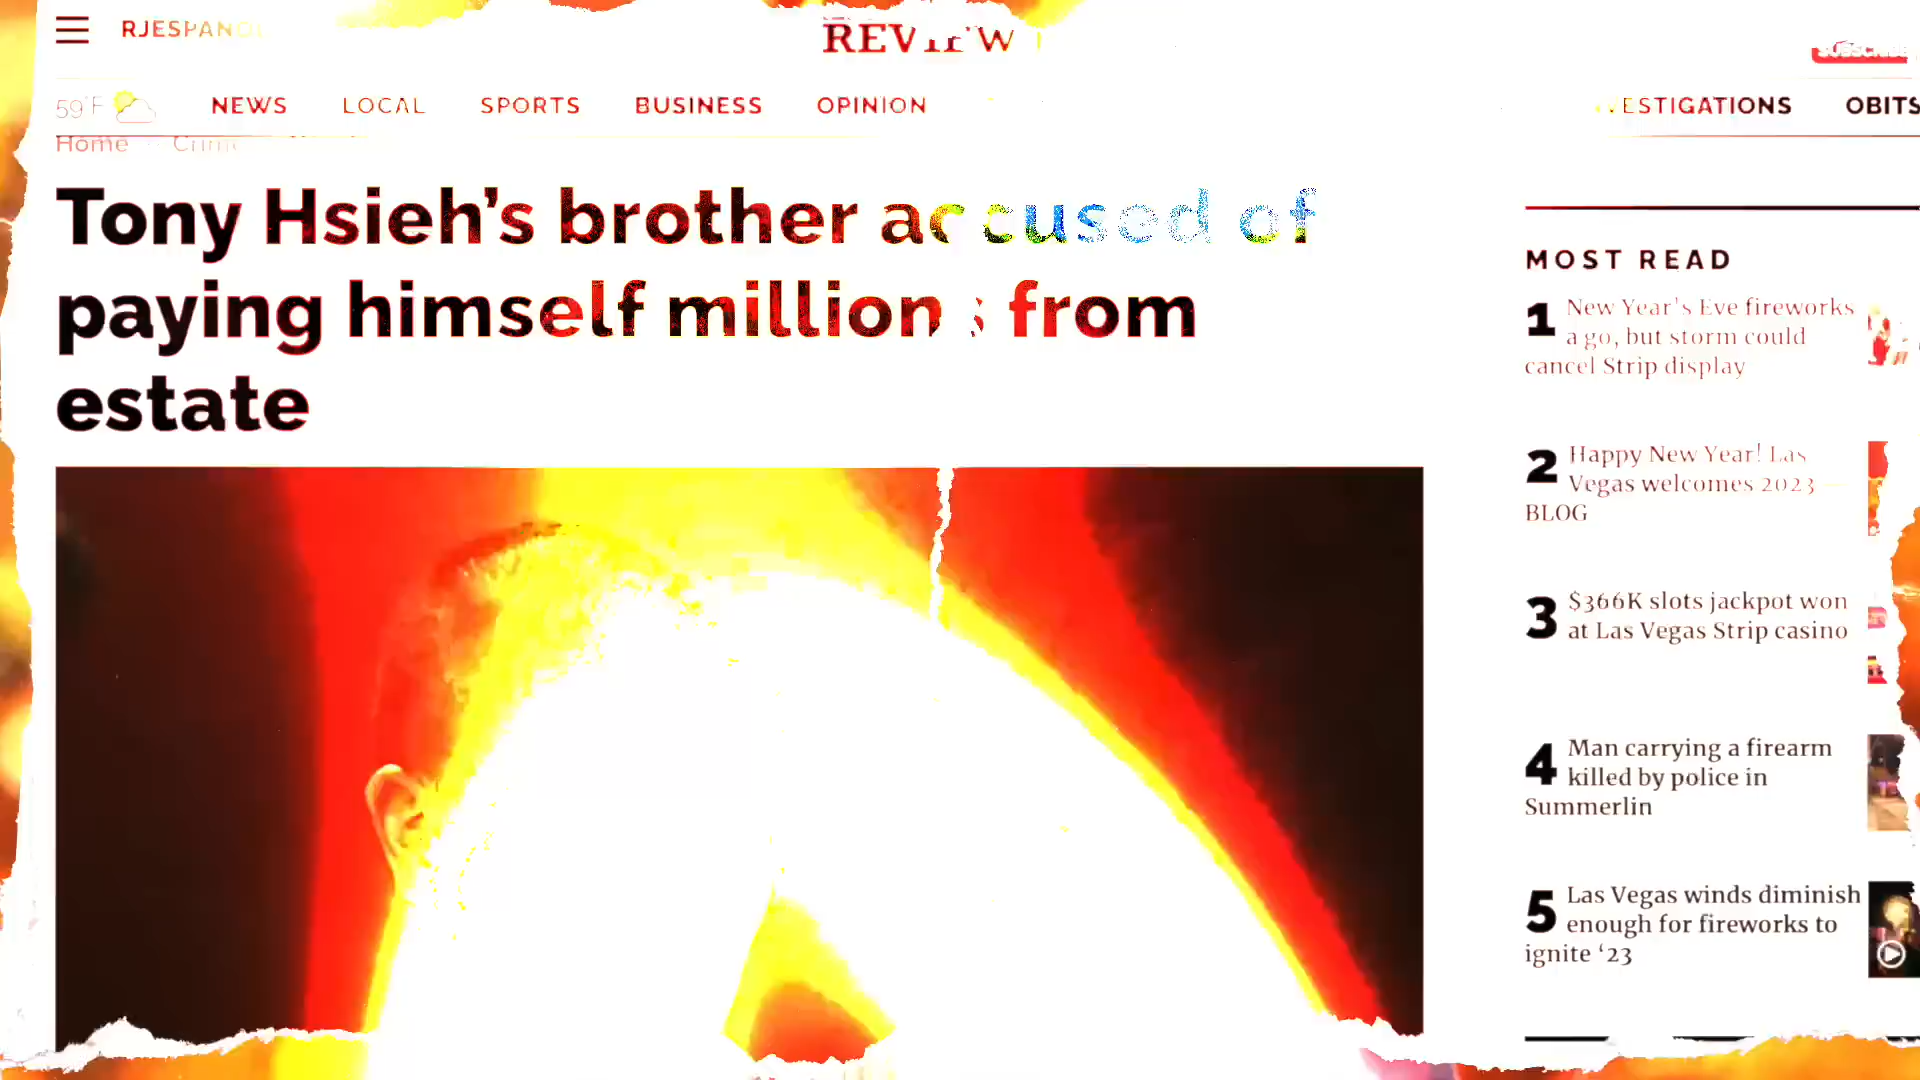 RJESPANOL
REVIEW
59°F
NEWS
LOCAL
SPORTS
BUSINESS
OPINION
ESTIGATIONS
OBITS
Home
Crime
Tony Hsieh’s brother accused of
paying himself millions from
estate
MOST READ
1 New Year's Eve fireworks
a go, but storm could
cancel Strip display
2 Happy New Year! Las
Vegas welcomes 2023 —
BLOG
3 $366K slots jackpot won
at Las Vegas Strip casino
4 Man carrying a firearm
killed by police in
Summerlin
5 Las Vegas winds diminish
enough for fireworks to
ignite ‘23